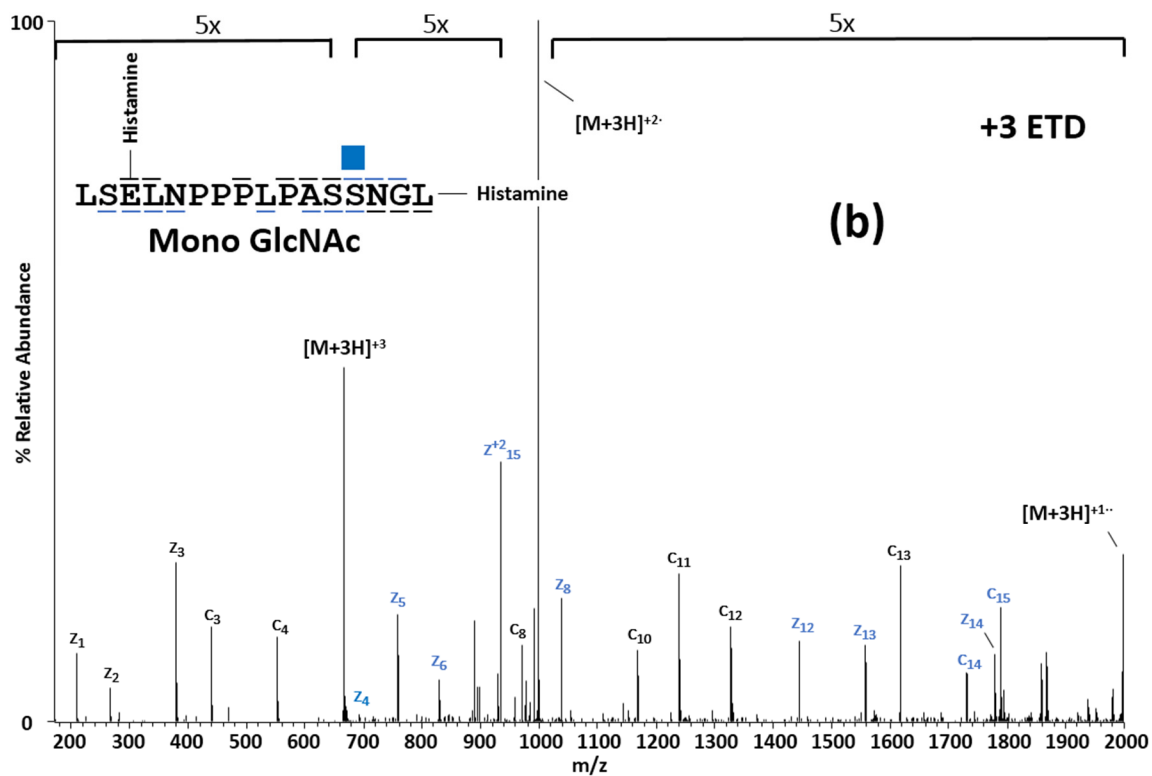 100
5x
5x
5x
Histamine
[M+3H]+2·
+3 ETD
LSELNPPPLPASSNGL
Histamine
Mono GlcNAc
(b)
% Relative Abundance
[M+3H]+3
Z+215
[M+3H]+1··
Z1
Z2
Z3
C3
C4
Z4
Z5
Z6
C8
Z8
C10
C11
C12
Z12
Z13
C13
C14
Z14
C15
0
200 300 400 500 600 700 800 900 1000 1100 1200 1300 1400 1500 1600 1700 1800 1900 2000
m/z